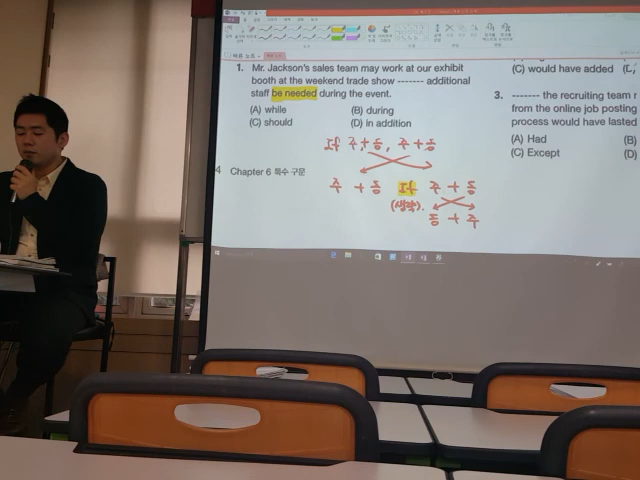 1. Mr. Jackson's sales team may work at our exhibit
booth at the weekend trade show ------- additional
staff be needed during the event.
(A) while (B) during
(C) should (D) in addition
접 주+동, 주+동
주 + 동 접 주 + 동
(생략).
동 + 주
4 Chapter 6 특수 구문
(C) would have added
3. ------- the recruiting team
from the online job posting
process would have lasted
(A) Had (B)
(C) Except (D)